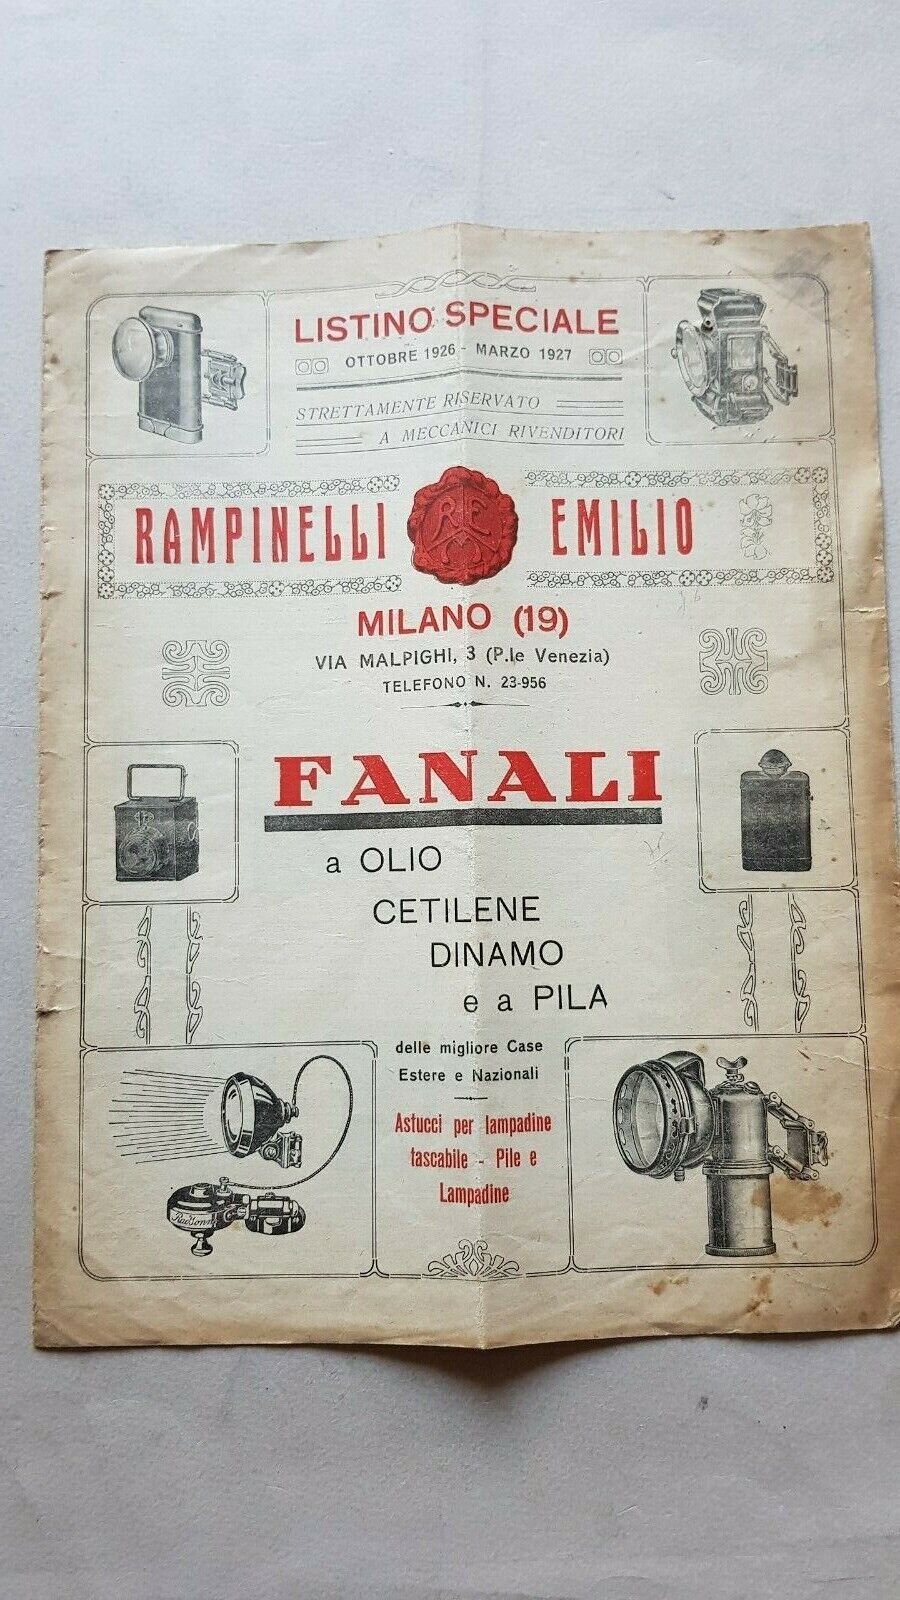 LISTINO SPECIALE
OTTOBRE 1926 - MARZO 1927
STRETTAMENTE RISERVATO
A MECCANICI RIVENDITORI
RAMPINELLI EMILIO
R E
MILANO (19)
VIA MALPIGHI, 3 (P.le Venezia)
TELEFONO N. 23-956
FANALI
a OLIO
CETILENE
DINAMO
e a PILA
delle migliore Case
Estere e Nazionali
Astucci per lampadine
tascabile - Pile e
Lampadine